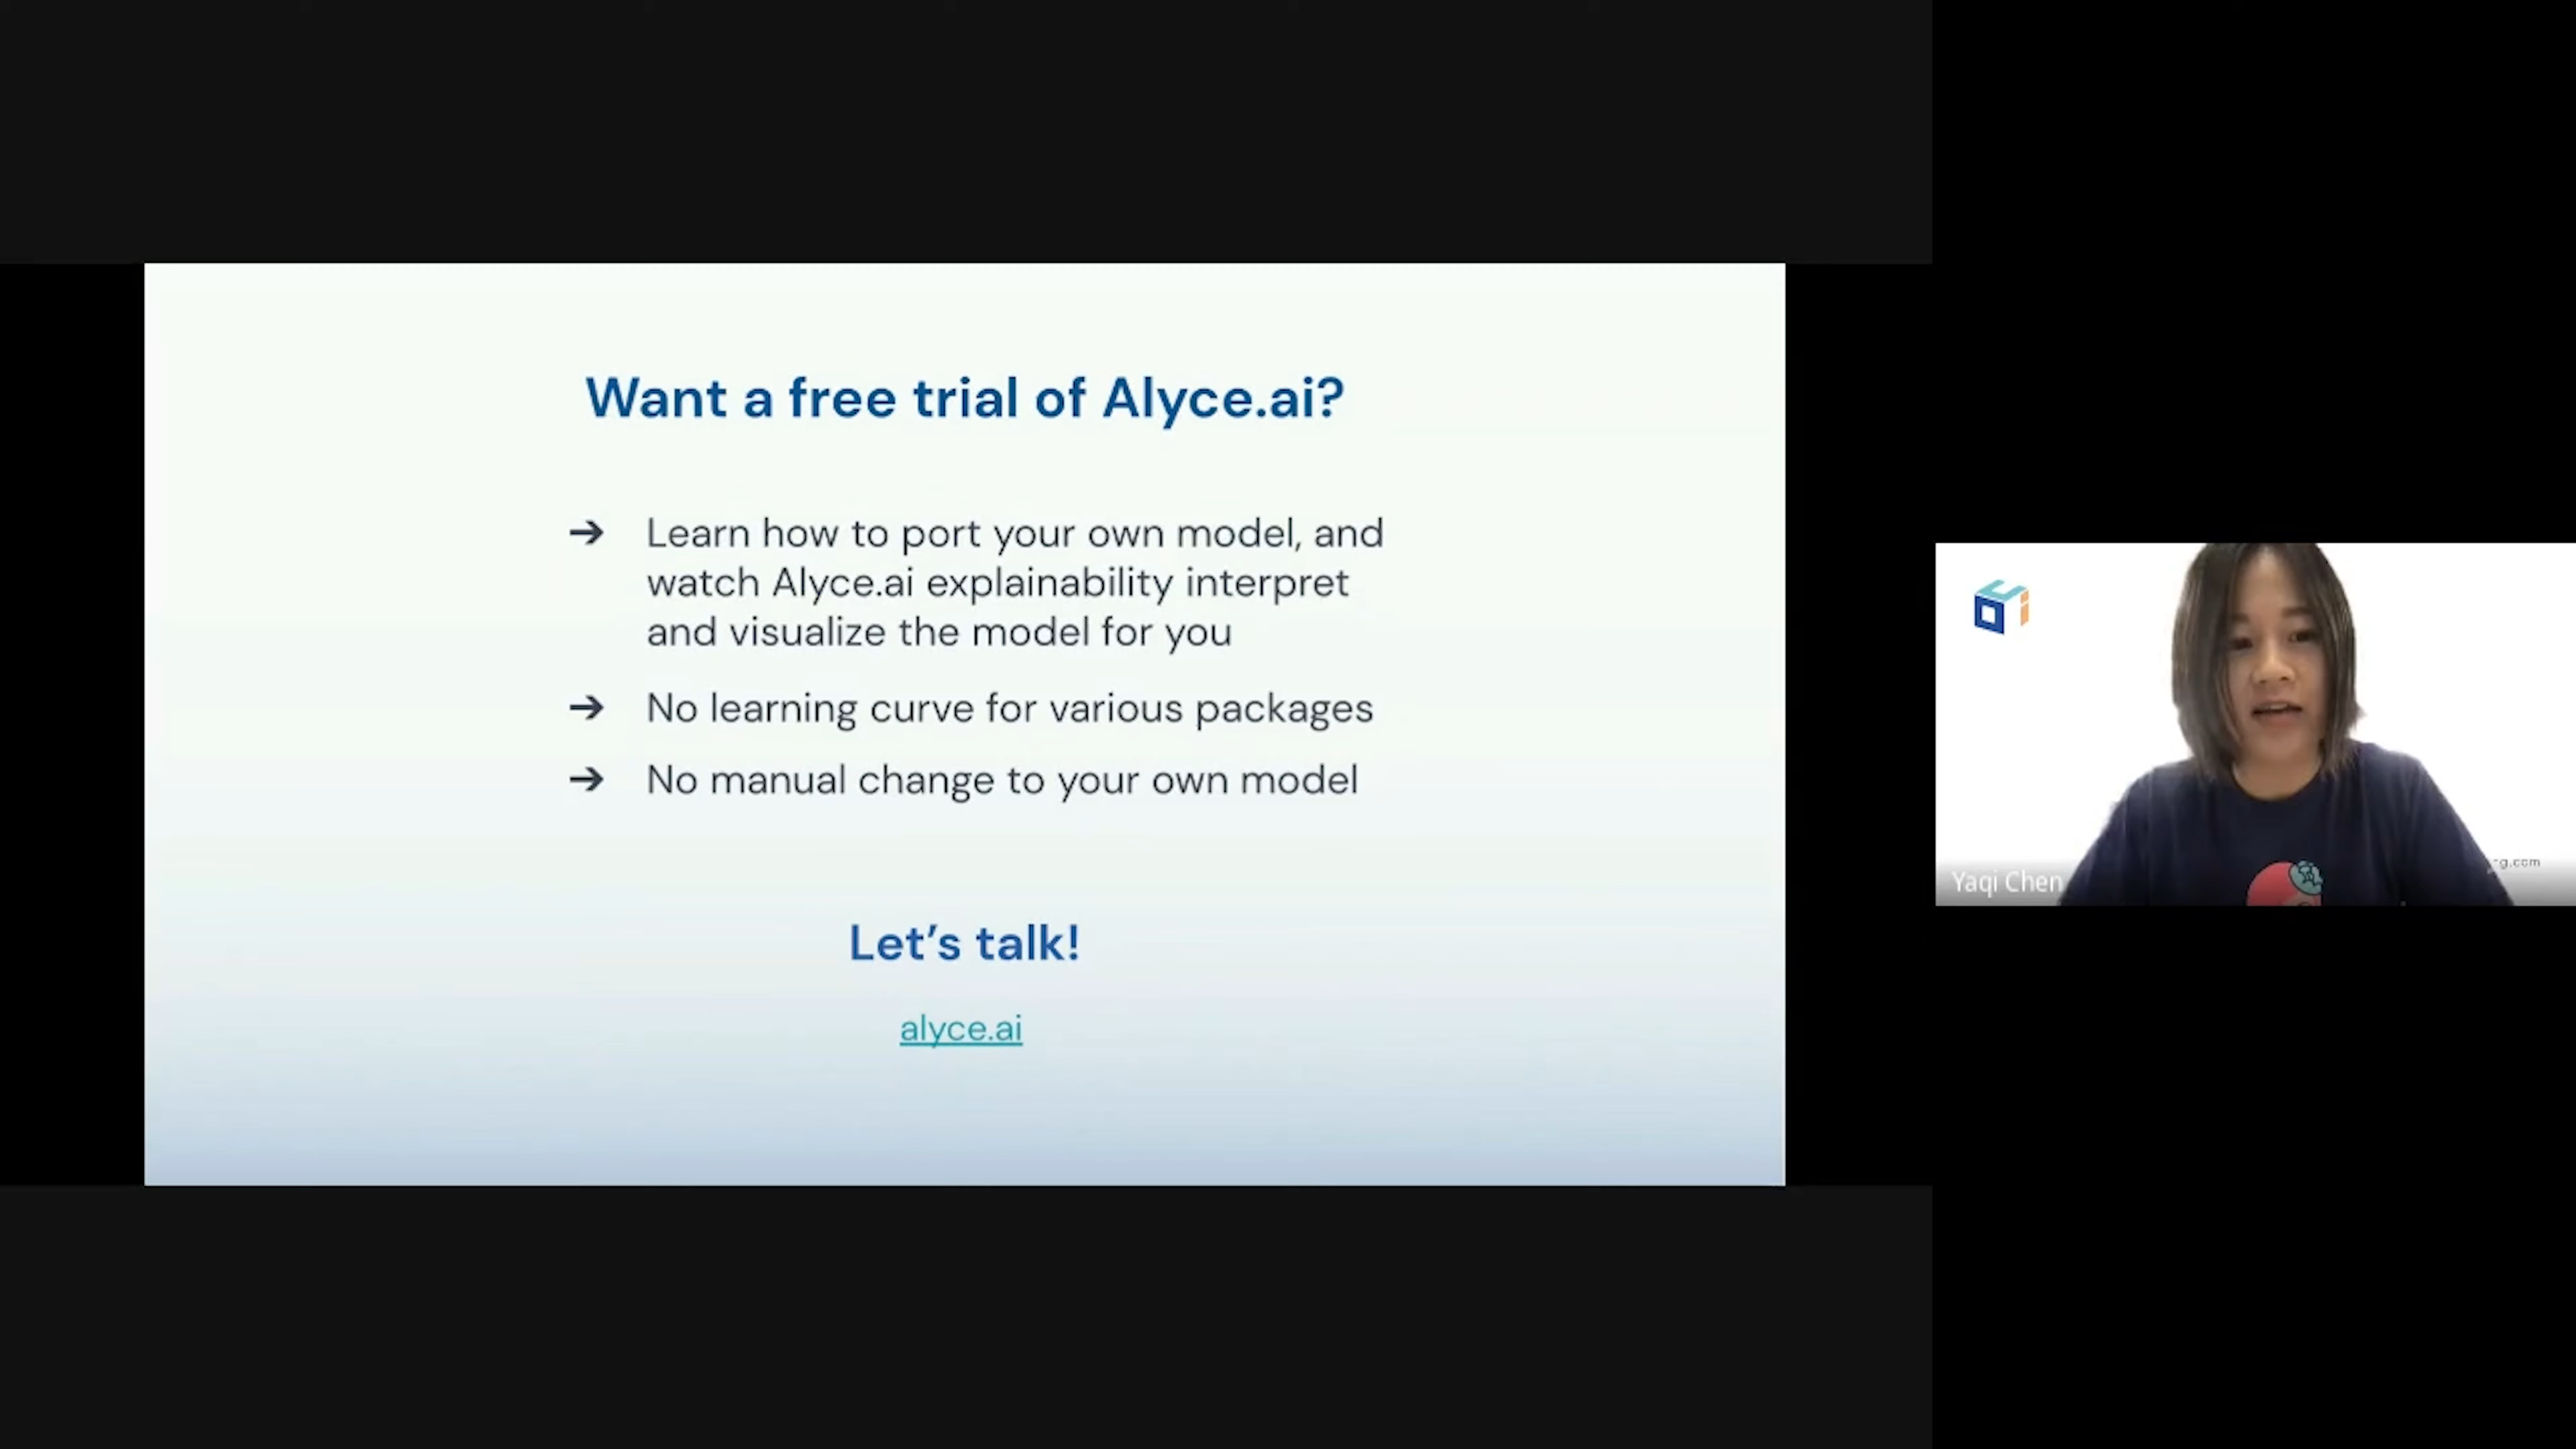 Want a free trial of Alyce.ai?
➔ Learn how to port your own model, and
watch Alyce.ai explainability interpret
and visualize the model for you
➔ No learning curve for various packages
➔ No manual change to your own model
Let's talk!
alyce.ai
Yaqi Chen